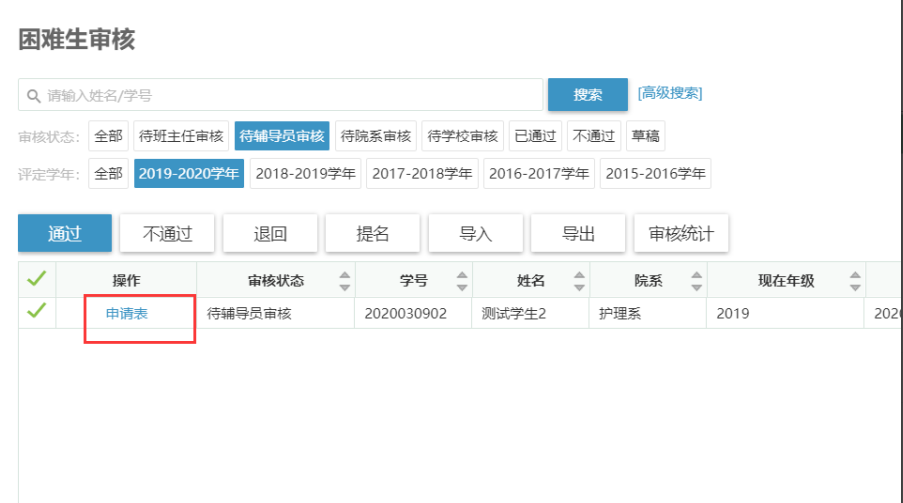 困难生审核
请输入姓名/学号 搜索 [高级搜索]
审核状态: 全部 待班主任审核 待辅导员审核 待院系审核 待学校审核 已通过 不通过 草稿
评定学年: 全部 2019-2020学年 2018-2019学年 2017-2018学年 2016-2017学年 2015-2016学年
通过 不通过 退回 提名 导入 导出 审核统计
操作 审核状态 学号 姓名 院系 现在年级
申请表 待辅导员审核 2020030902 测试学生2 护理系 2019 202